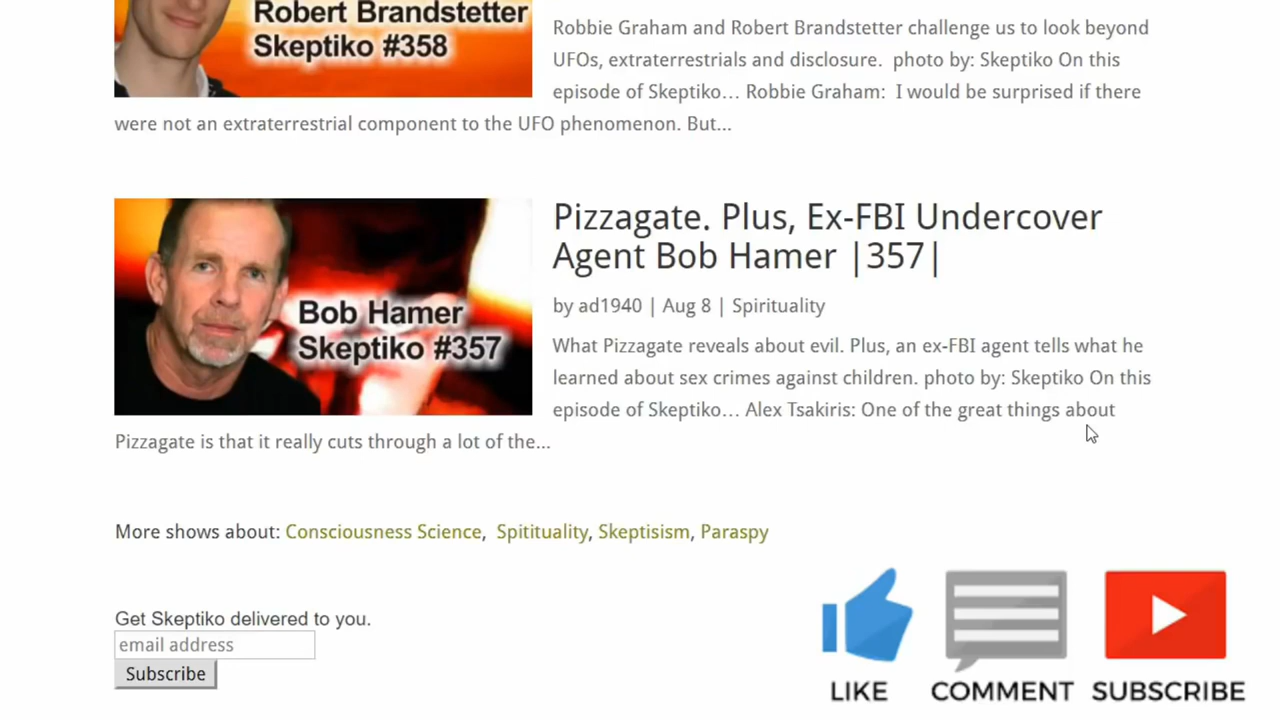 Robert Brandstetter
Skeptiko #358
Robbie Graham and Robert Brandstetter challenge us to look beyond
UFOs, extraterrestrials and disclosure.  photo by: Skeptiko On this
episode of Skeptiko… Robbie Graham:  I would be surprised if there
were not an extraterrestrial component to the UFO phenomenon. But...
Bob Hamer
Skeptiko #357
Pizzagate. Plus, Ex-FBI Undercover
Agent Bob Hamer |357|
by ad1940 | Aug 8 | Spirituality
What Pizzagate reveals about evil. Plus, an ex-FBI agent tells what he
learned about sex crimes against children. photo by: Skeptiko On this
episode of Skeptiko… Alex Tsakiris: One of the great things about
Pizzagate is that it really cuts through a lot of the...
More shows about: Consciousness Science,  Spitituality, Skeptisism, Paraspy
Get Skeptiko delivered to you.
email address
Subscribe
LIKE COMMENT SUBSCRIBE